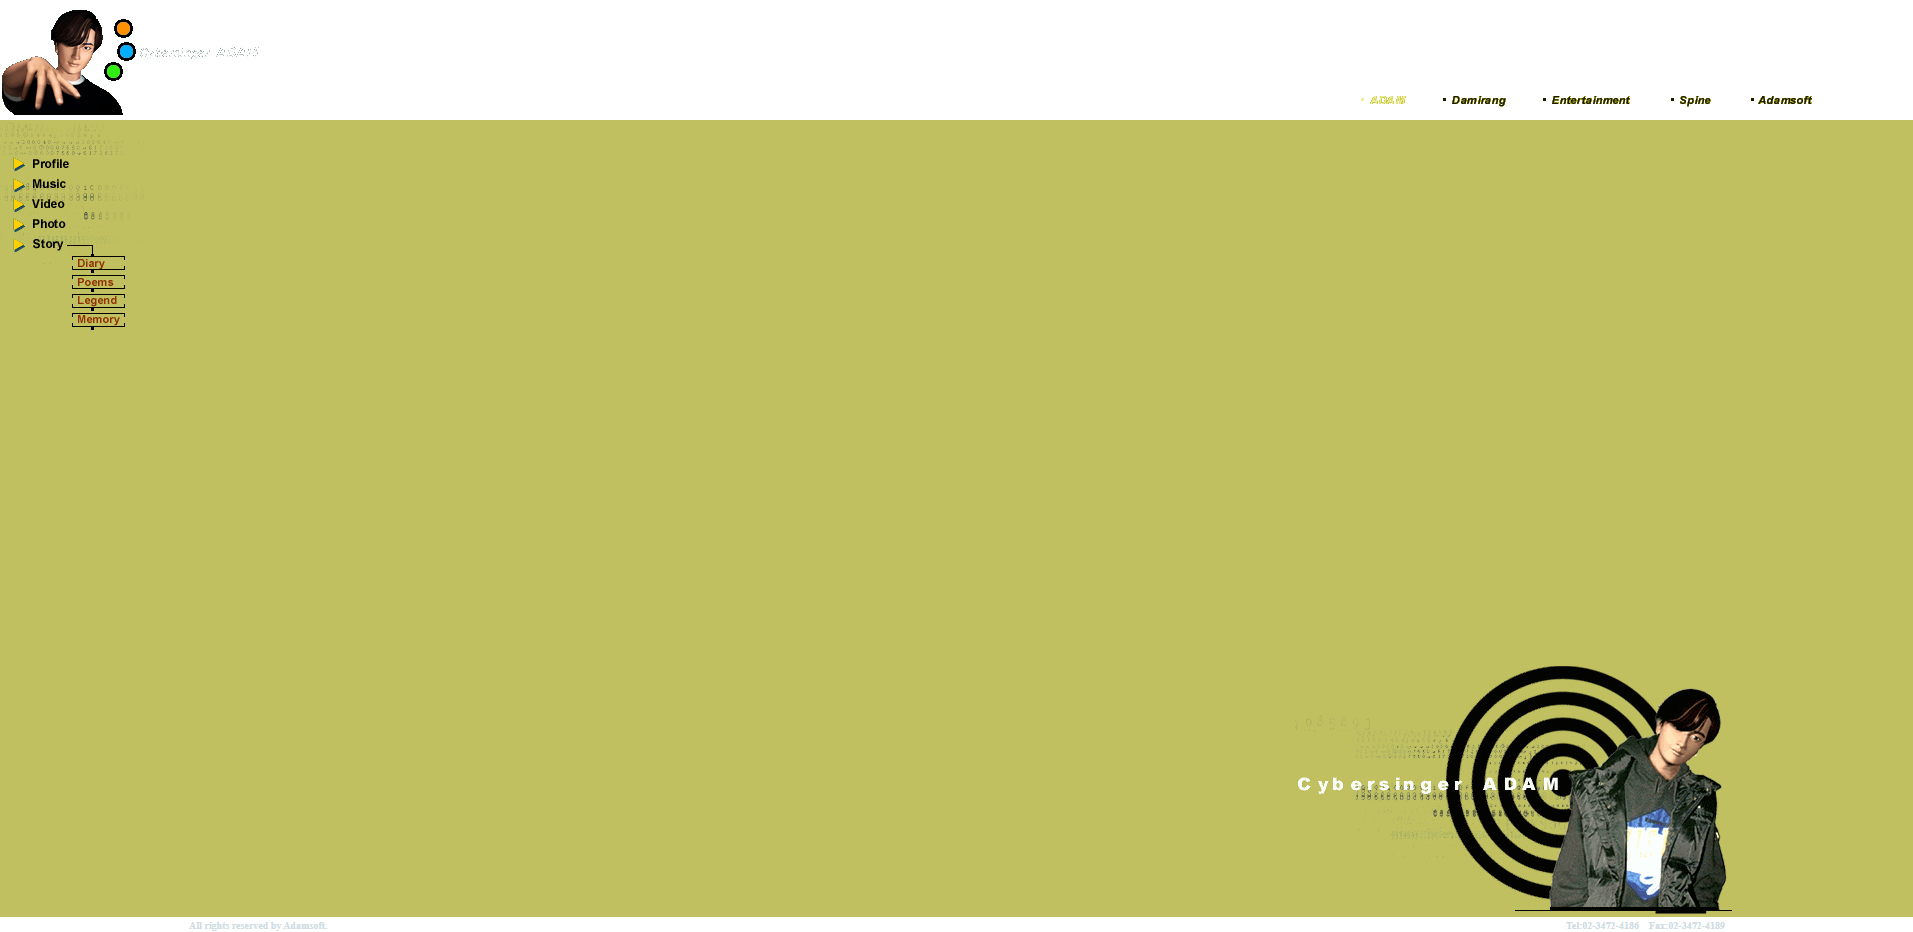 Cybersinger ADAM
ADAM
Damirang
Entertainment
Spine
Adamsoft
Profile
Music
Video
Photo
Story
Diary
Poems
Legend
Memory
Cybersinger ADAM
All rights reserved by Adamsoft.
Tel:02-3472-4186 Fax:02-3472-4189